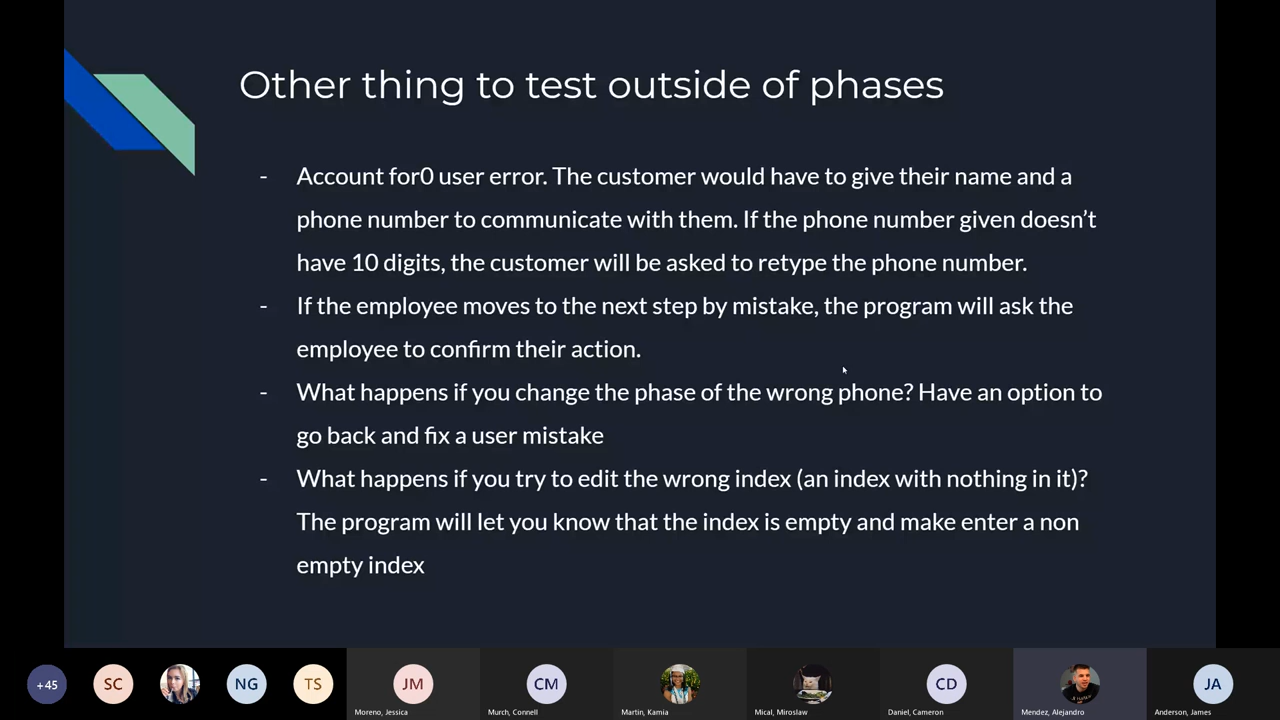 Other thing to test outside of phases
- Account for0 user error. The customer would have to give their name and a
phone number to communicate with them. If the phone number given doesn’t
have 10 digits, the customer will be asked to retype the phone number.
- If the employee moves to the next step by mistake, the program will ask the
employee to confirm their action.
- What happens if you change the phase of the wrong phone? Have an option to
go back and fix a user mistake
- What happens if you try to edit the wrong index (an index with nothing in it)?
The program will let you know that the index is empty and make enter a non
empty index
+45
SC
NG
TS
JM
CM
CD
JA
Moreno, Jessica
Murch, Connell
Martin, Kamia
Mical, Miroslaw
Daniel, Cameron
Mendez, Alejandro
Anderson, James